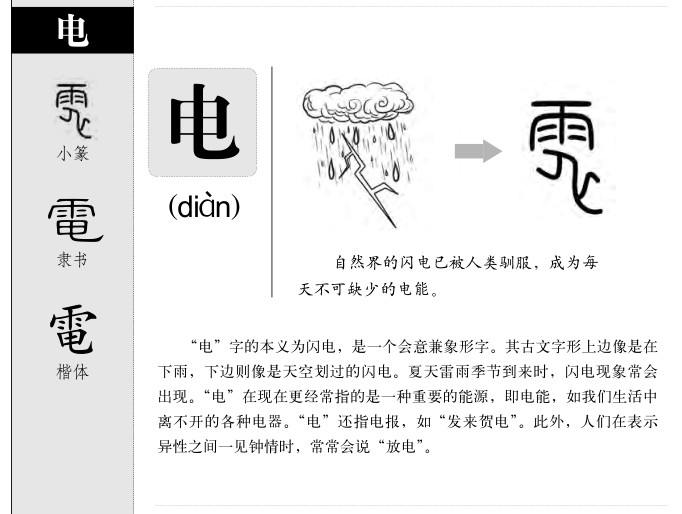 电
小篆
隶书
楷体
电
(diàn)
自然界的闪电已被人类驯服，成为每
天不可缺少的电能。
“电”字的本义为闪电，是一个会意兼象形字。其古文字形上边像是在
下雨，下边则像是天空划过的闪电。夏天雷雨季节到来时，闪电现象常会
出现。“电”在现在更经常指的是一种重要的能源，即电能，如我们生活中
离不开的各种电器。“电”还指电报，如“发来贺电”。此外，人们在表示
异性之间一见钟情时，常常会说“放电”。